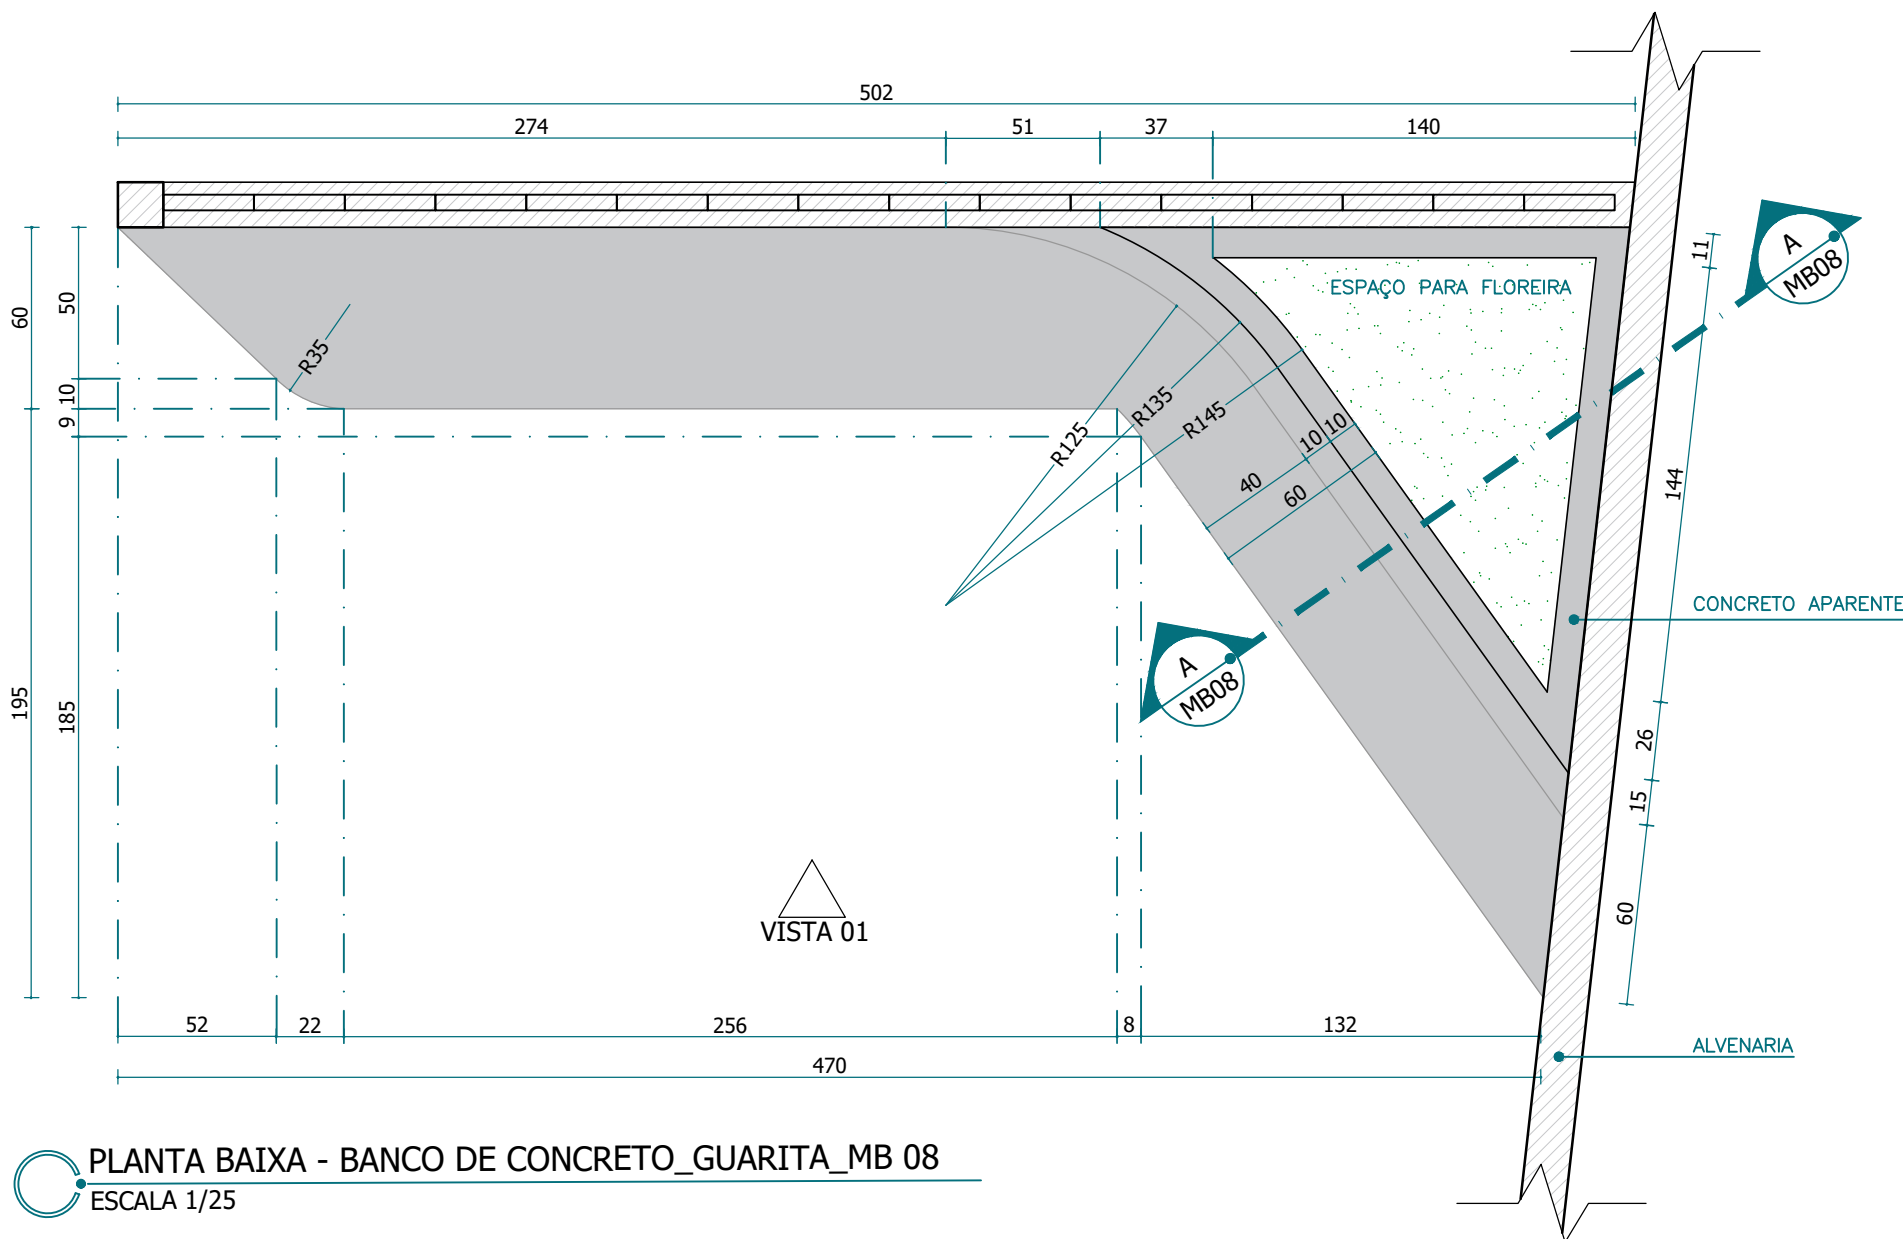 502
274 51 37 140
A
MB08
11
ESPAÇO PARA FLOREIRA
60
50
R35
10
9
R125
R135
R145
10
10
40
60
144
CONCRETO APARENTE
A
MB08
195
185
26
15
60
VISTA 01
52 22 256 8 132
ALVENARIA
470
PLANTA BAIXA - BANCO DE CONCRETO_GUARITA_MB 08
ESCALA 1/25